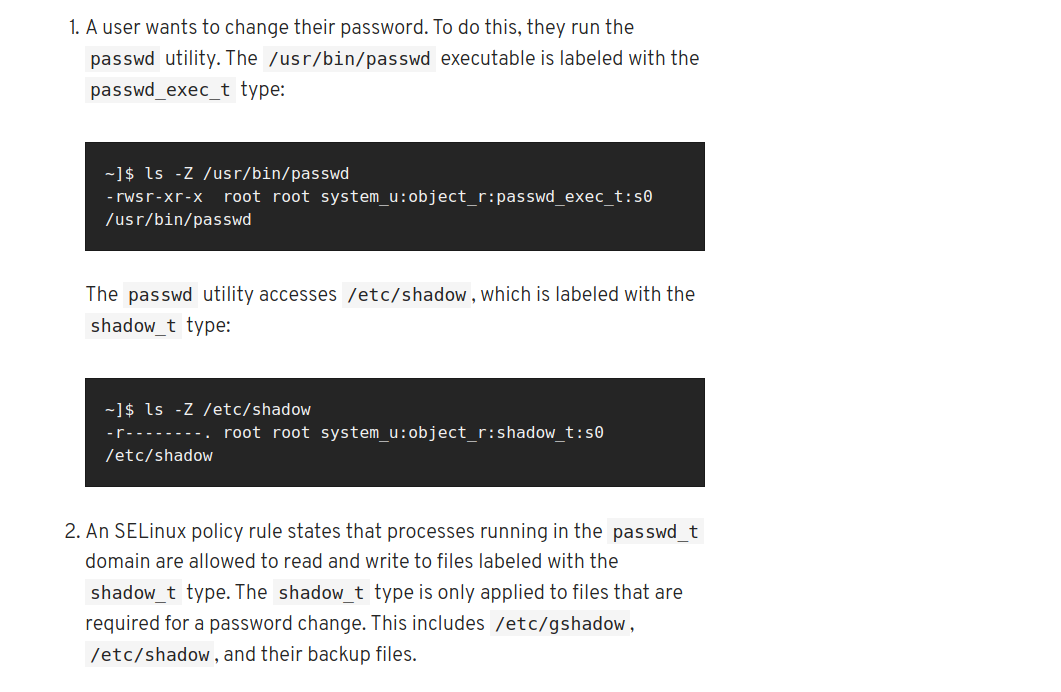 1. A user wants to change their password. To do this, they run the
passwd utility. The /usr/bin/passwd executable is labeled with the
passwd_exec_t type:
~]$ ls -Z /usr/bin/passwd
-rwsr-xr-x  root root system_u:object_r:passwd_exec_t:s0
/usr/bin/passwd
The passwd utility accesses /etc/shadow, which is labeled with the
shadow_t type:
~]$ ls -Z /etc/shadow
-r--------. root root system_u:object_r:shadow_t:s0
/etc/shadow
2. An SELinux policy rule states that processes running in the passwd_t
domain are allowed to read and write to files labeled with the
shadow_t type. The shadow_t type is only applied to files that are
required for a password change. This includes /etc/gshadow,
/etc/shadow, and their backup files.